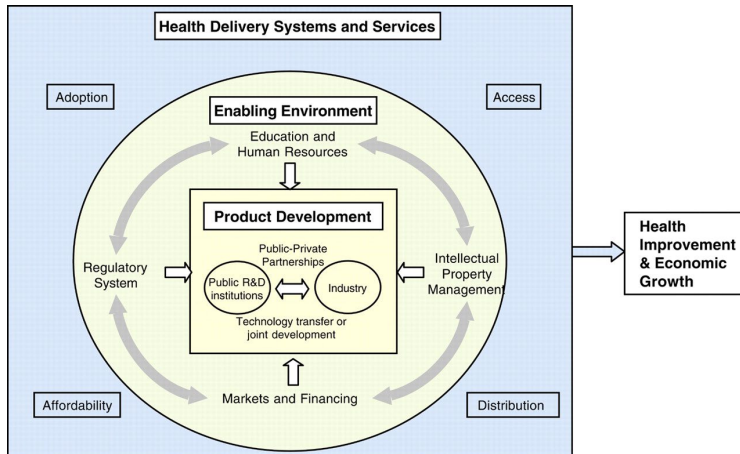 Health Delivery Systems and Services
Adoption
Access
Enabling Environment
Education and
Human Resources
Product Development
Public-Private
Partnerships
Regulatory
System
Public R&D
institutions
Industry
Intellectual
Property
Management
Technology transfer or
joint development
Markets and Financing
Affordability
Distribution
Health
Improvement
& Economic
Growth